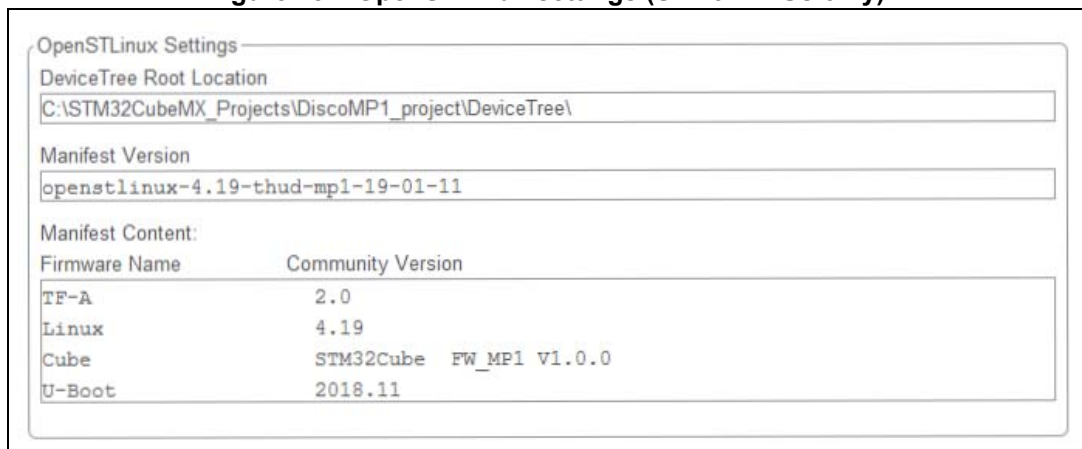 OpenSTLinux Settings
DeviceTree Root Location
C:\STM32CubeMX_Projects\DiscoMP1_project\DeviceTree\
Manifest Version
openstlinux-4.19-thud-mp1-19-01-11
Manifest Content:
Firmware Name Community Version
TF-A 2.0
Linux 4.19
Cube STM32Cube FW_MP1 V1.0.0
U-Boot 2018.11